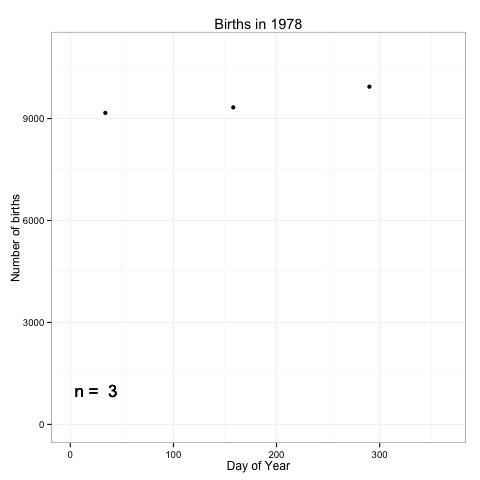 Births in 1978
Number of births
9000
6000
3000
0
n =  3
0 100 200 300
Day of Year